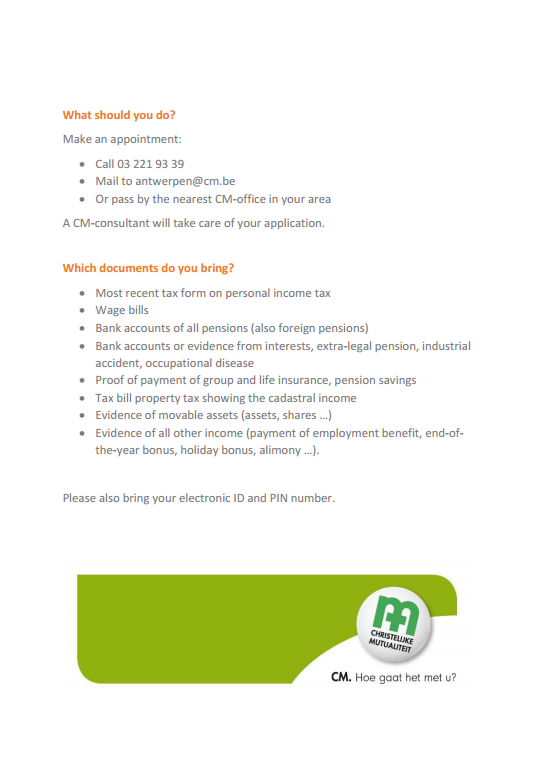 What should you do?
Make an appointment:
• Call 03 221 93 39
• Mail to antwerpen@cm.be
• Or pass by the nearest CM-office in your area
A CM-consultant will take care of your application.
Which documents do you bring?
• Most recent tax form on personal income tax
• Wage bills
• Bank accounts of all pensions (also foreign pensions)
• Bank accounts or evidence from interests, extra-legal pension, industrial
accident, occupational disease
• Proof of payment of group and life insurance, pension savings
• Tax bill property tax showing the cadastral income
• Evidence of movable assets (assets, shares …)
• Evidence of all other income (payment of employment benefit, end-of-
the-year bonus, holiday bonus, alimony …).
Please also bring your electronic ID and PIN number.
CHRISTELIJKE
MUTUALITEIT
CM. Hoe gaat het met u?